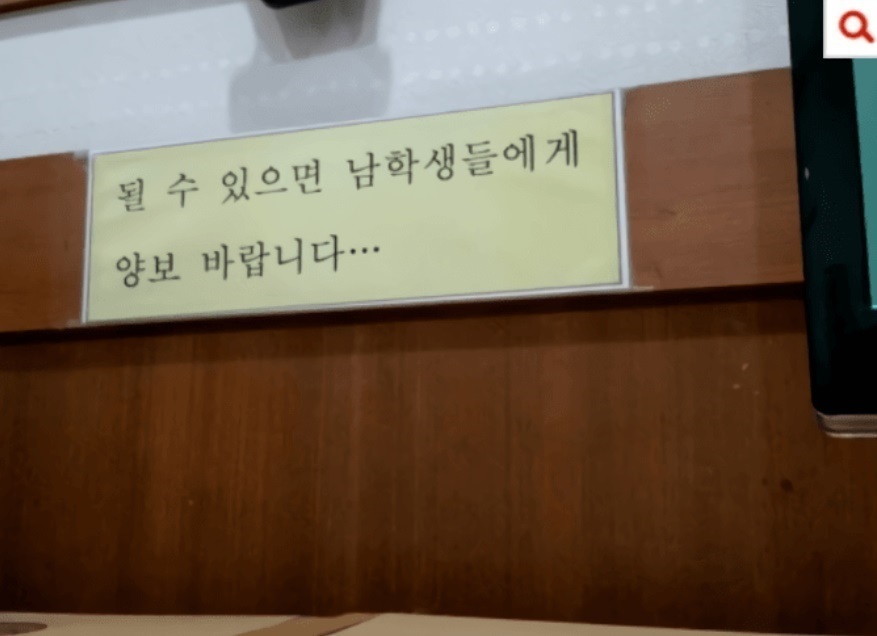 될 수 있으면 남학생들에게
양보 바랍니다…